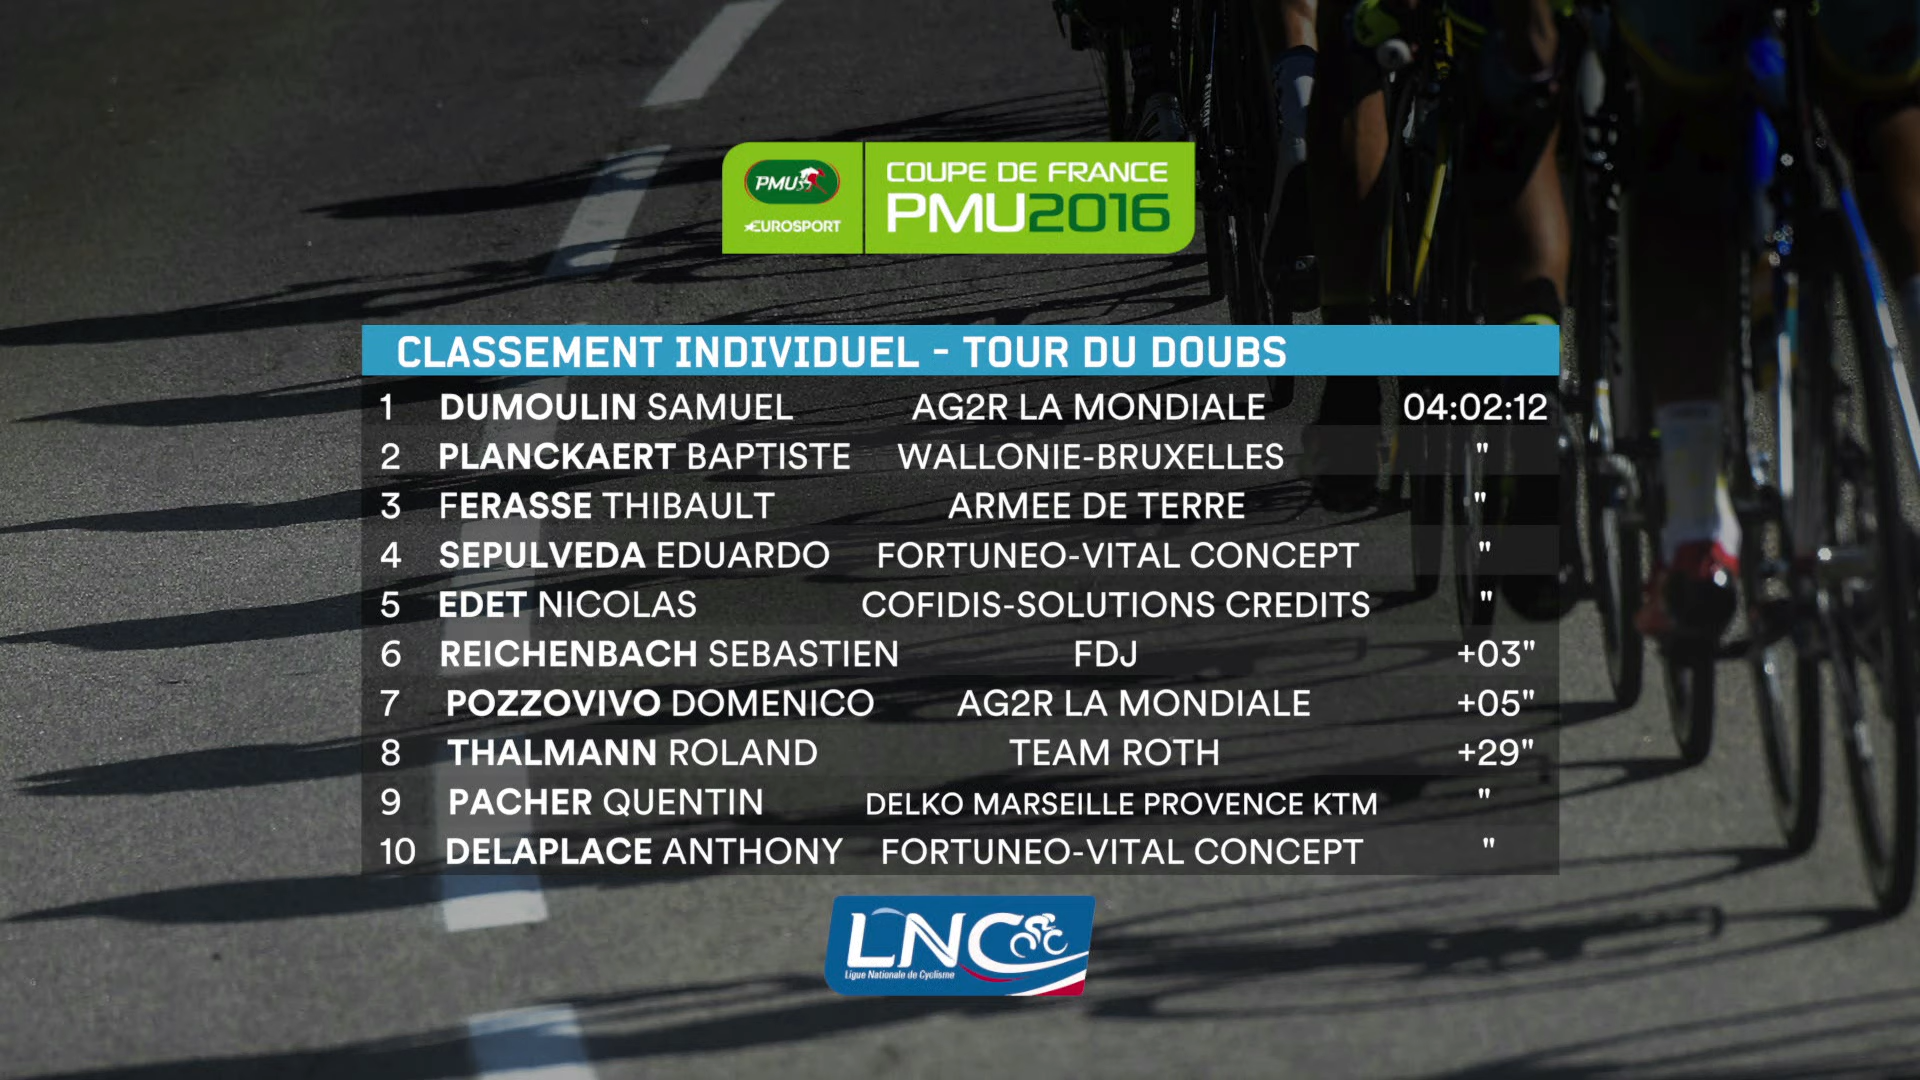 PMU
EUROSPORT
COUPE DE FRANCE
PMU2016
CLASSEMENT INDIVIDUEL - TOUR DU DOUBS
1 DUMOULIN SAMUEL AG2R LA MONDIALE 04:02:12
2 PLANCKAERT BAPTISTE WALLONIE-BRUXELLES "
3 FERASSE THIBAULT ARMEE DE TERRE "
4 SEPULVEDA EDUARDO FORTUNEO-VITAL CONCEPT "
5 EDET NICOLAS COFIDIS-SOLUTIONS CREDITS "
6 REICHENBACH SEBASTIEN FDJ +03"
7 POZZOVIVO DOMENICO AG2R LA MONDIALE +05"
8 THALMANN ROLAND TEAM ROTH +29"
9 PACHER QUENTIN DELKO MARSEILLE PROVENCE KTM "
10 DELAPLACE ANTHONY FORTUNEO-VITAL CONCEPT "
LNC
Ligue Nationale de Cyclisme